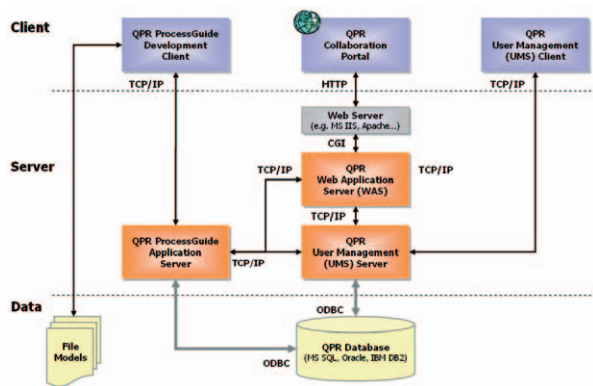 Client
QPR ProcessGuide
Development
Client
QPR
Collaboration
Portal
QPR
User Management
(UMS) Client
TCP/IP
HTTP
TCP/IP
Web Server
(e.g. MS IIS, Apache...)
CGI
Server
TCP/IP
QPR
Web Application
Server (WAS)
TCP/IP
TCP/IP
QPR ProcessGuide
Application
Server
TCP/IP
QPR
User Management
(UMS) Server
Data
ODBC
File
Models
ODBC
QPR Database
(MS SQL, Oracle, IBM DB2)